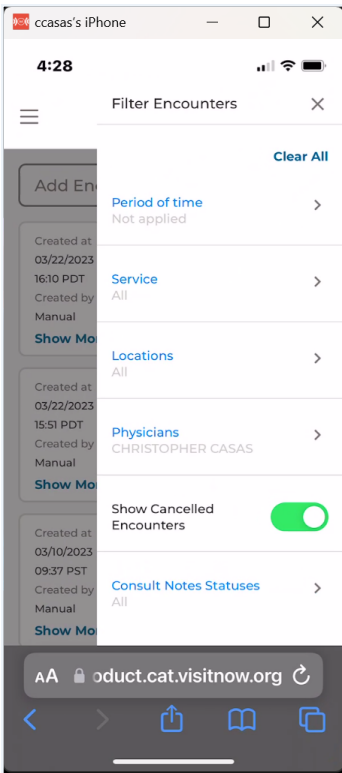 ccasas's iPhone
4:28
Filter Encounters
Clear All
Add En
Period of time
Not applied
Created at
03/22/2023
16:10 PDT
Created by
Manual
Show Mo
Service
All
Locations
All
Created at
03/22/2023
15:51 PDT
Created by
Manual
Show Mo
Physicians
CHRISTOPHER CASAS
Show Cancelled
Encounters
Created at
03/10/2023
09:37 PST
Created by
Manual
Show Mo
Consult Notes Statuses
All
AA
oduct.cat.visitnow.org